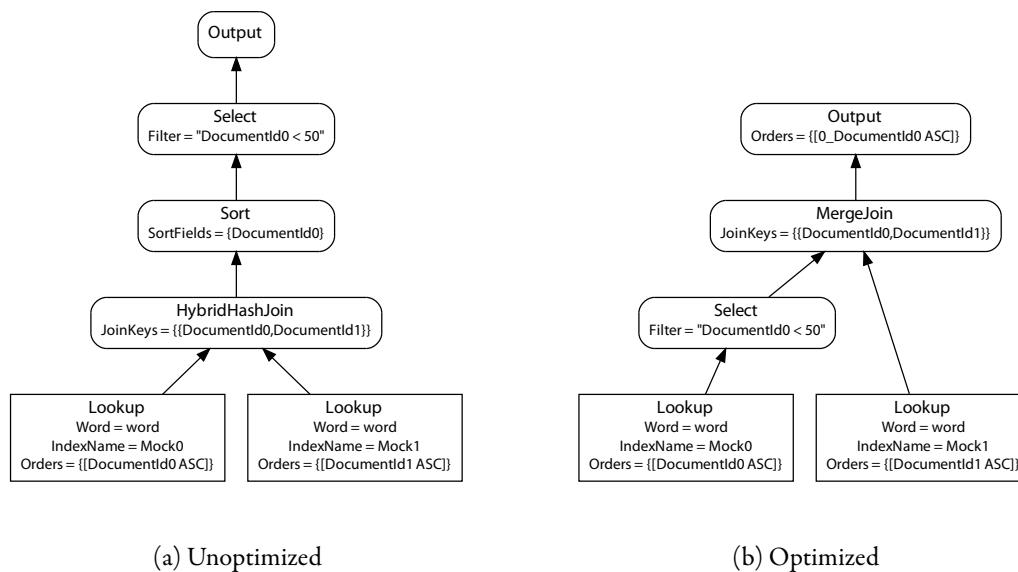 Output
Select
Filter = "DocumentId0 < 50"
Sort
SortFields = {DocumentId0}
HybridHashJoin
JoinKeys = {{DocumentId0,DocumentId1}}
Lookup
Word = word
IndexName = Mock0
Orders = {[DocumentId0 ASC]}
Lookup
Word = word
IndexName = Mock1
Orders = {[DocumentId1 ASC]}
(a) Unoptimized
Output
Orders = {[0_DocumentId0 ASC]}
MergeJoin
JoinKeys = {{DocumentId0,DocumentId1}}
Select
Filter = "DocumentId0 < 50"
Lookup
Word = word
IndexName = Mock0
Orders = {[DocumentId0 ASC]}
Lookup
Word = word
IndexName = Mock1
Orders = {[DocumentId1 ASC]}
(b) Optimized